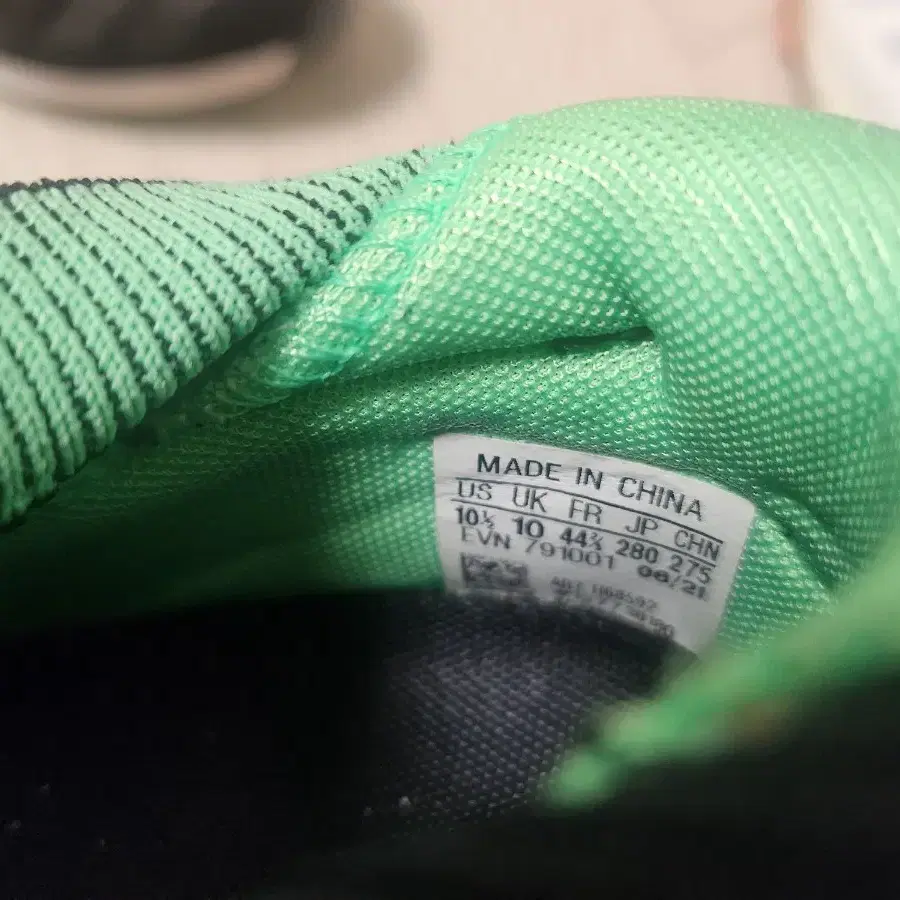 MADE IN CHINA
US UK FR JP CHN
10½ 10 44⅔ 280 275
EVN 791001 06/21
ART